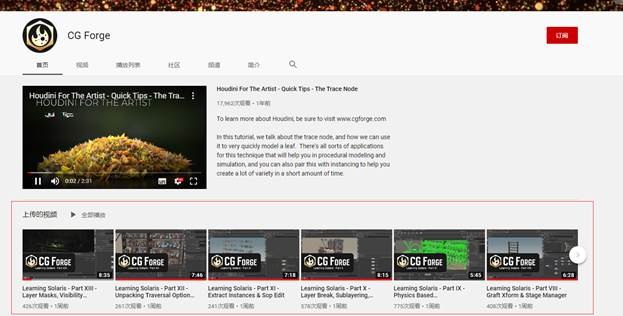 CG Forge
订阅
首页 视频 播放列表 社区 频道 简介
Houdini For The Artist - Quick Tips - The Tra...
HOUDINI FOR THE ARTIST
Quick Tips
0:02 / 2:31
Houdini For The Artist - Quick Tips - The Trace Node
17,962次观看 • 1年前
To learn more about Houdini, be sure to visit www.cgforge.com
In this tutorial, we talk about the trace node, and how we can use
it to very quickly model a leaf. There's all sorts of applications
for this technique that will help you in procedural modeling and
simulation, and you can also pair this with instancing to help you
create a lot of variety in a short amount of time.
上传的视频 全部播放
CG Forge 8:35
CG Forge 7:46
CG Forge 7:18
CG Forge 8:15
CG Forge 5:45
CG Forge 6:28
Learning Solaris - Part XIII -
Layer Masks, Visibility...
425次观看 • 1周前
Learning Solaris - Part XII -
Unpacking Traversal Option...
261次观看 • 1周前
Learning Solaris - Part XI -
Extract Instances & Sop Edit
241次观看 • 1周前
Learning Solaris - Part X -
Layer Break, Sublayering,...
578次观看 • 1周前
Learning Solaris - Part IX -
Physics Based...
775次观看 • 1周前
Learning Solaris - Part VIII -
Graft Xform & Stage Manager
408次观看 • 1周前